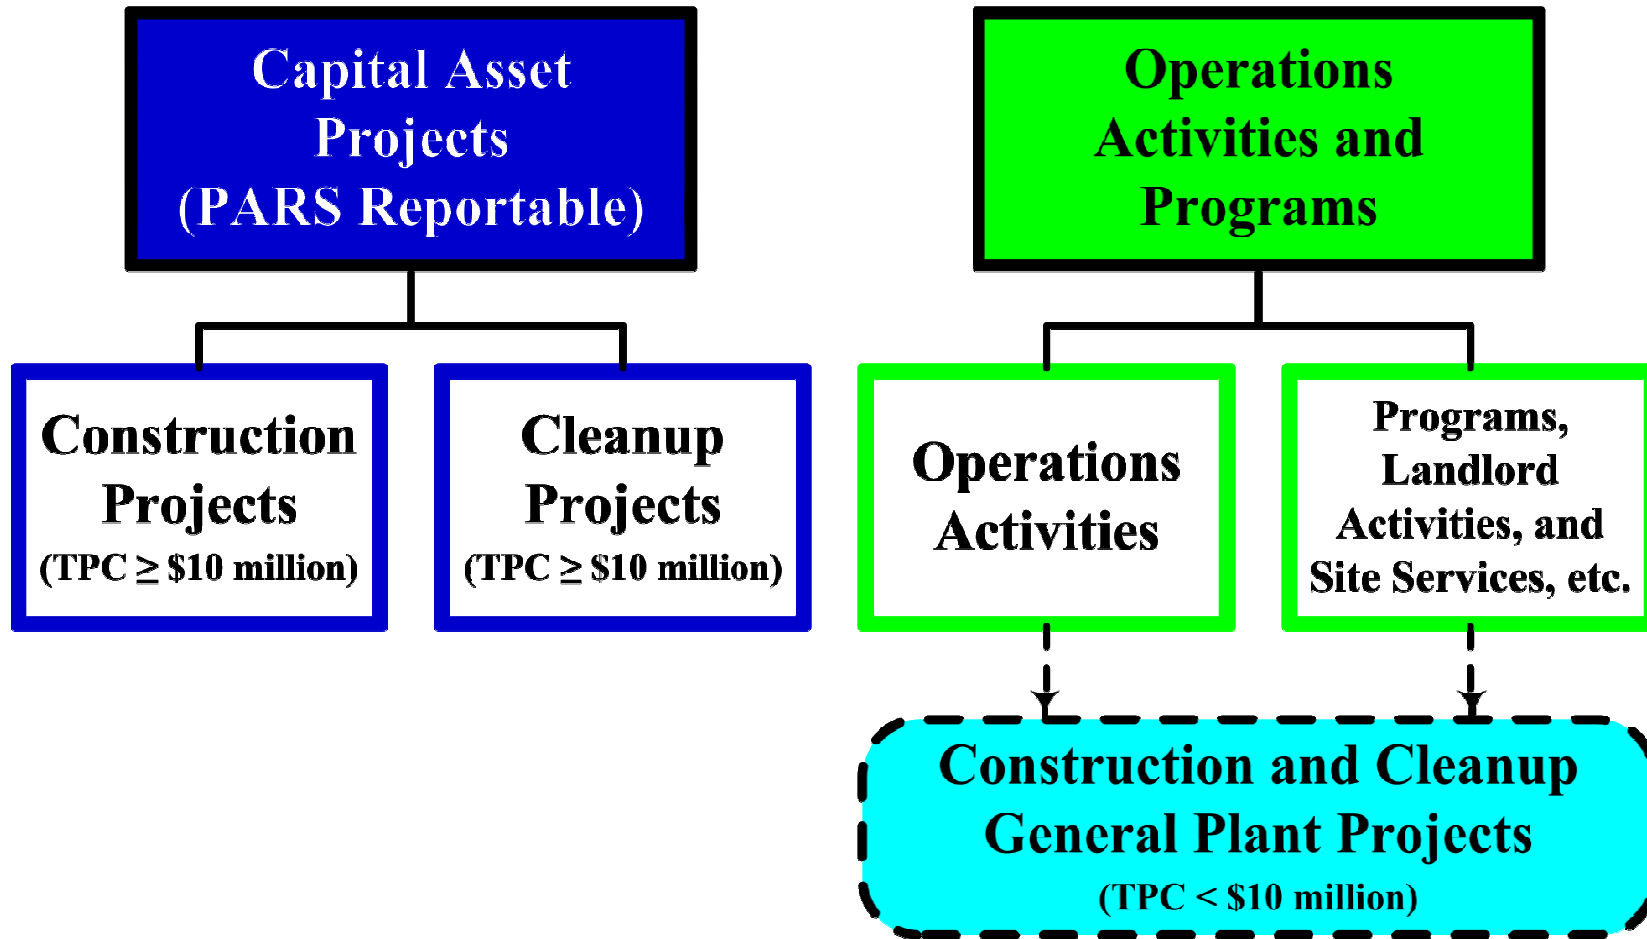 Capital Asset
Projects
(PARS Reportable)
Operations
Activities and
Programs
Construction
Projects
(TPC ≥ $10 million)
Cleanup
Projects
(TPC ≥ $10 million)
Operations
Activities
Programs,
Landlord
Activities, and
Site Services, etc.
Construction and Cleanup
General Plant Projects
(TPC < $10 million)